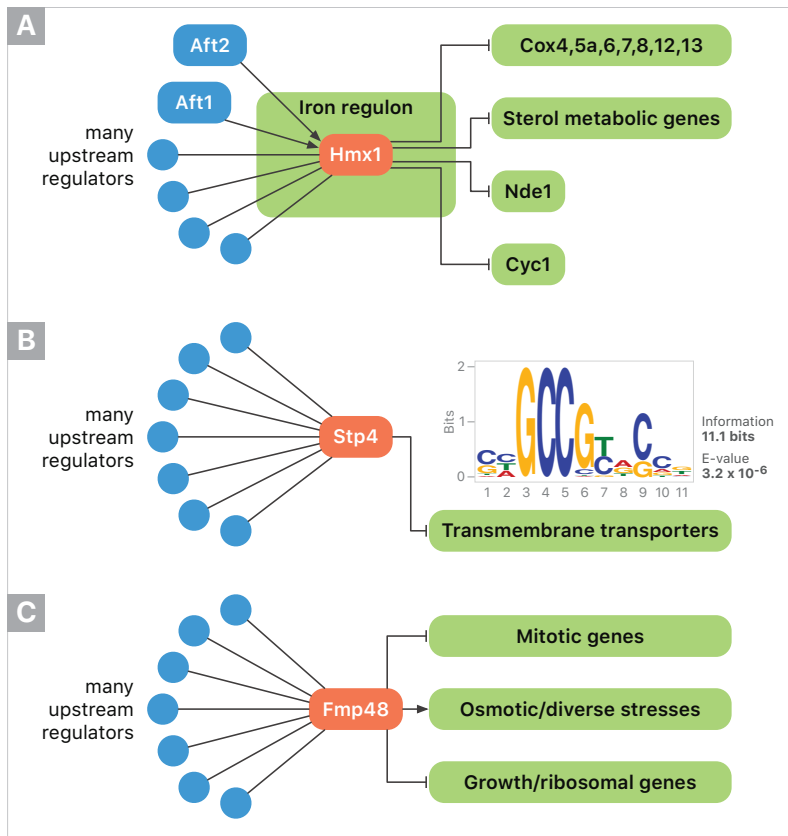 A
Aft2
Cox4,5a,6,7,8,12,13
Aft1
Iron regulon
Sterol metabolic genes
many
upstream
regulators
Hmx1
Nde1
Cyc1
B
many
upstream
regulators
Stp4
2
1
0
Bits
C G T
C T A
G
C
C
G C
T C
A G
C G
C
G
1 2 3 4 5 6 7 8 9 10 11
Information
11.1 bits
E-value
3.2 x 10⁻⁶
Transmembrane transporters
C
many
upstream
regulators
Fmp48
Mitotic genes
Osmotic/diverse stresses
Growth/ribosomal genes